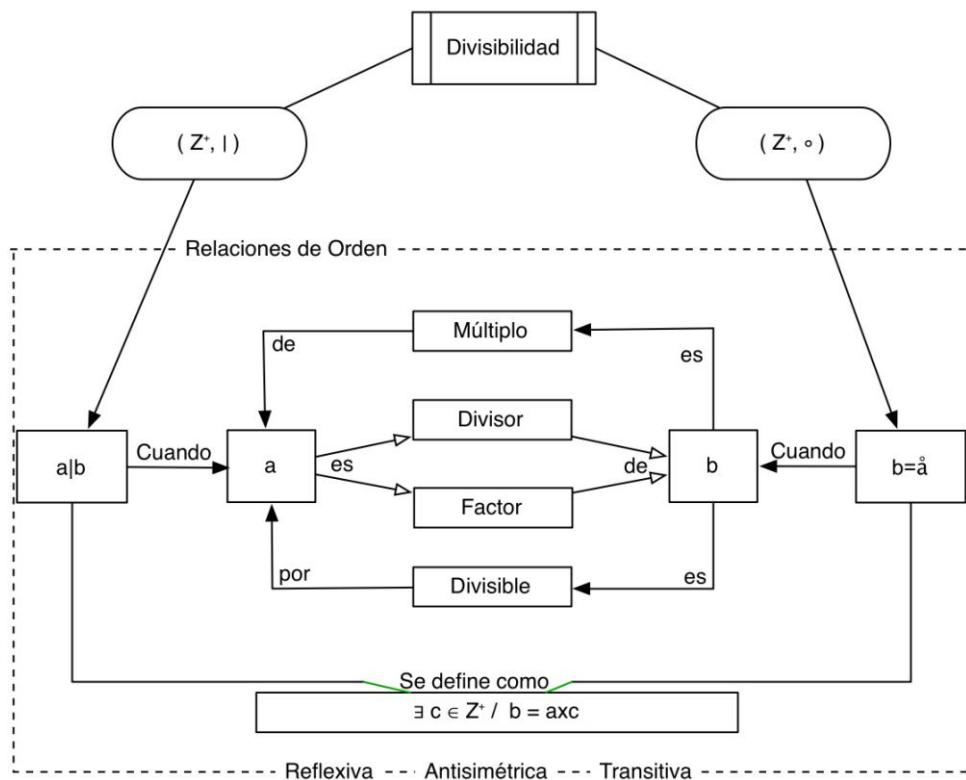 Divisibilidad
( Z⁺, | )
( Z⁺, ∘ )
Relaciones de Orden
Múltiplo
de
es
Divisor
a|b
Cuando
a
es
de
b
Cuando
b=å
Factor
por
Divisible
es
Se define como
∃ c ∈ Z⁺ / b = axc
Reflexiva
Antisimétrica
Transitiva